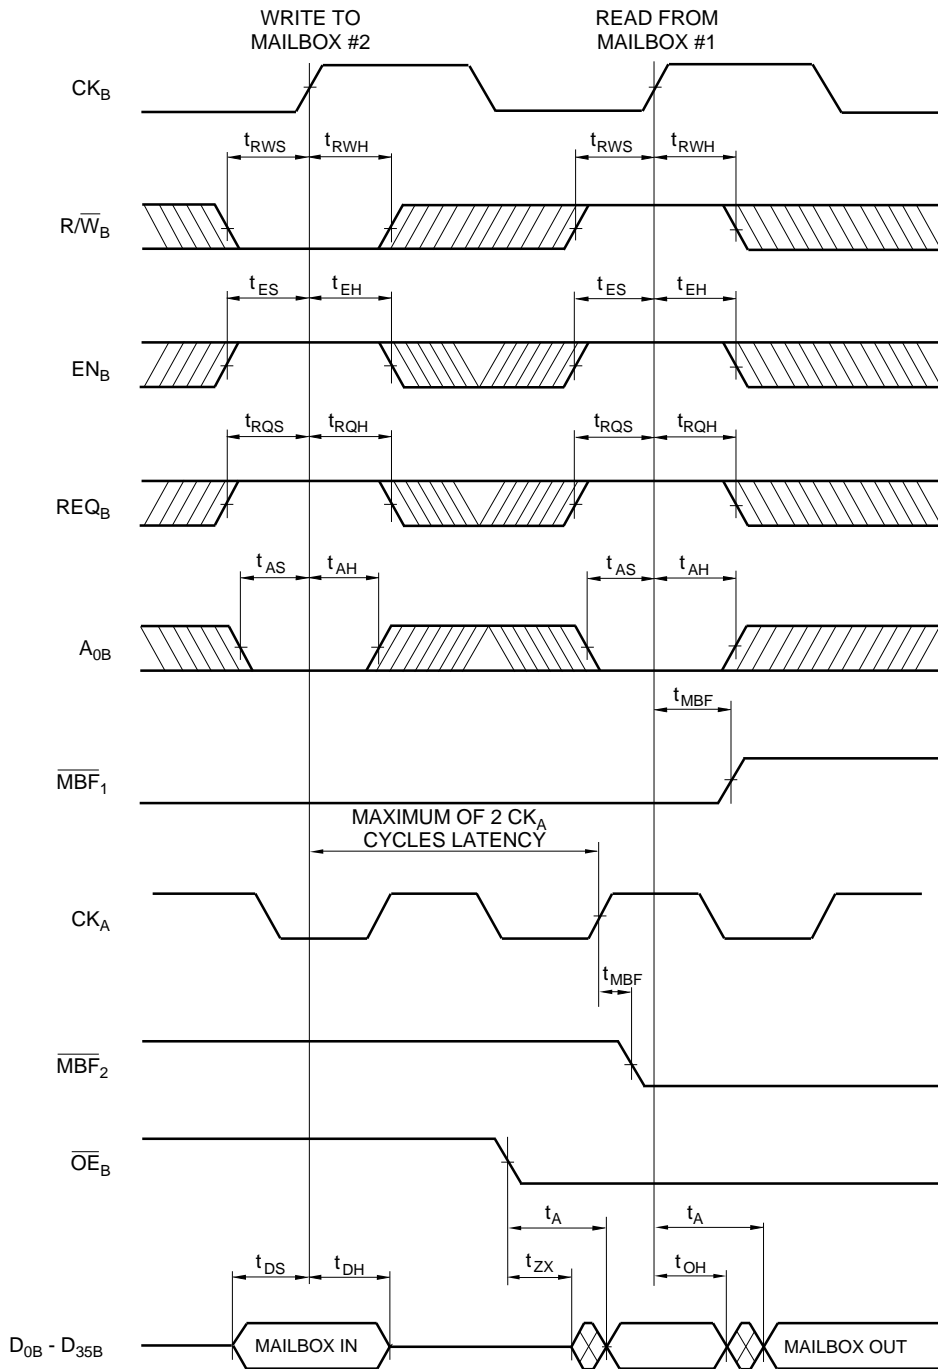 WRITE TO
MAILBOX #2
READ FROM
MAILBOX #1
CK_B
t_RWS t_RWH t_RWS t_RWH
R/W̅_B
t_ES t_EH t_ES t_EH
EN_B
t_RQS t_RQH t_RQS t_RQH
REQ_B
t_AS t_AH t_AS t_AH
A_0B
t_MBF
M̅B̅F̅_1
MAXIMUM OF 2 CK_A
CYCLES LATENCY
CK_A
t_MBF
M̅B̅F̅_2
O̅E̅_B
t_A t_A
t_DS t_DH t_ZX t_OH
D_0B - D_35B MAILBOX IN MAILBOX OUT